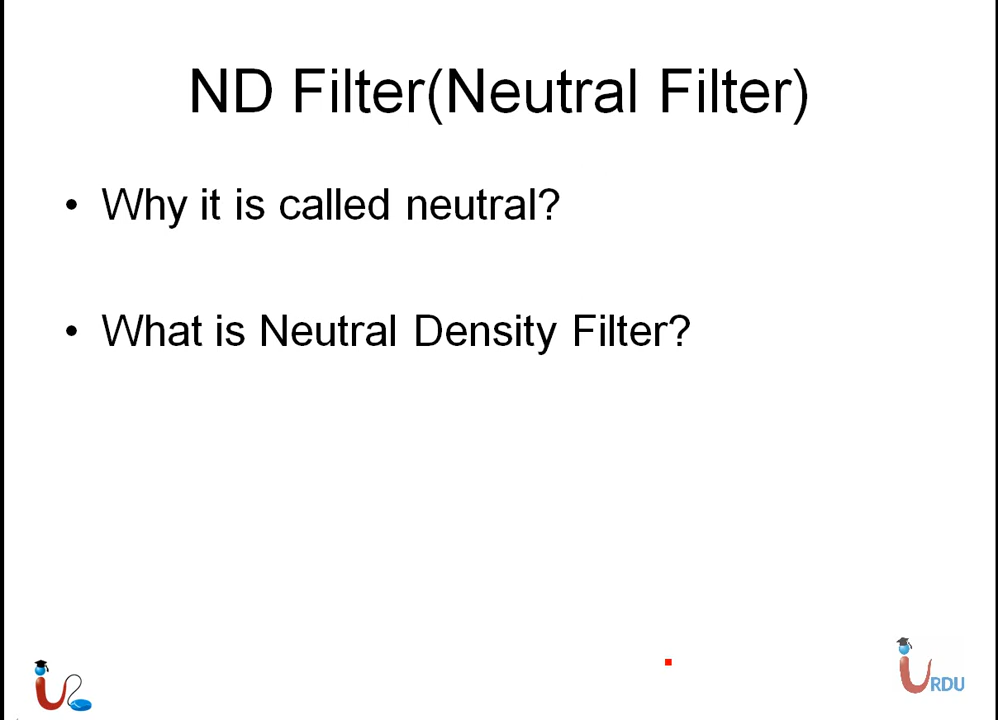 ND Filter(Neutral Filter)
• Why it is called neutral?
• What is Neutral Density Filter?
URDU